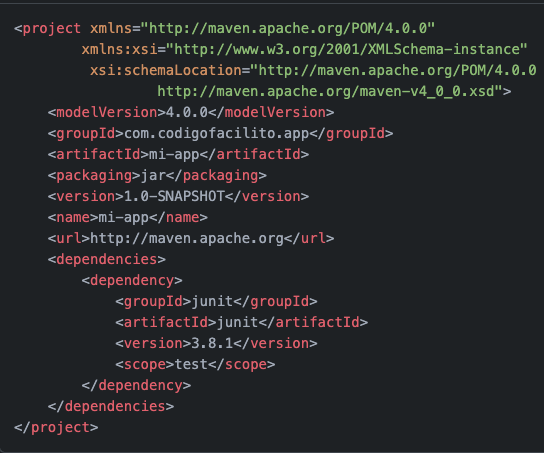 <project xmlns="http://maven.apache.org/POM/4.0.0"
         xmlns:xsi="http://www.w3.org/2001/XMLSchema-instance"
          xsi:schemaLocation="http://maven.apache.org/POM/4.0.0
                  http://maven.apache.org/maven-v4_0_0.xsd">
    <modelVersion>4.0.0</modelVersion>
    <groupId>com.codigofacilito.app</groupId>
    <artifactId>mi-app</artifactId>
    <packaging>jar</packaging>
    <version>1.0-SNAPSHOT</version>
    <name>mi-app</name>
    <url>http://maven.apache.org</url>
    <dependencies>
        <dependency>
            <groupId>junit</groupId>
            <artifactId>junit</artifactId>
            <version>3.8.1</version>
            <scope>test</scope>
        </dependency>
    </dependencies>
</project>